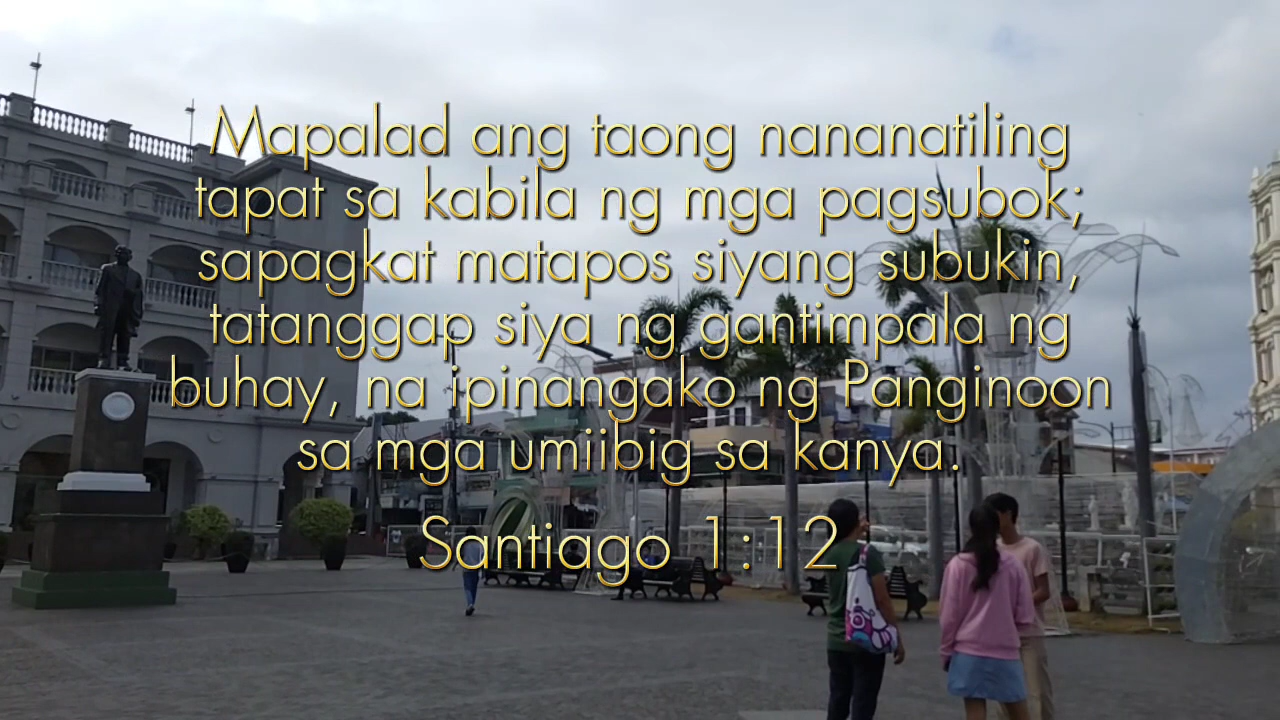 Mapalad ang taong nananatiling
tapat sa kabila ng mga pagsubok;
sapagkat matapos siyang subukin,
tatanggap siya ng gantimpala ng
buhay, na ipinangako ng Panginoon
sa mga umiibig sa kanya.
Santiago 1:12